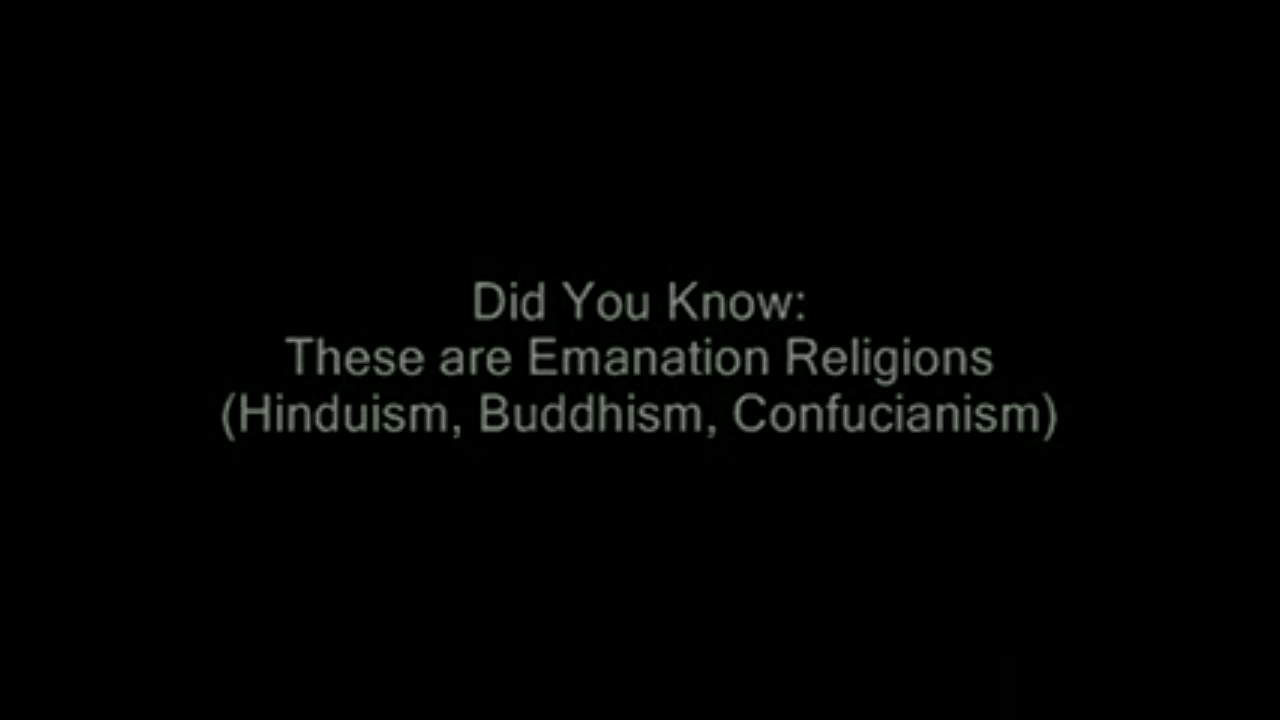 Did You Know:
These are Emanation Religions
(Hinduism, Buddhism, Confucianism)